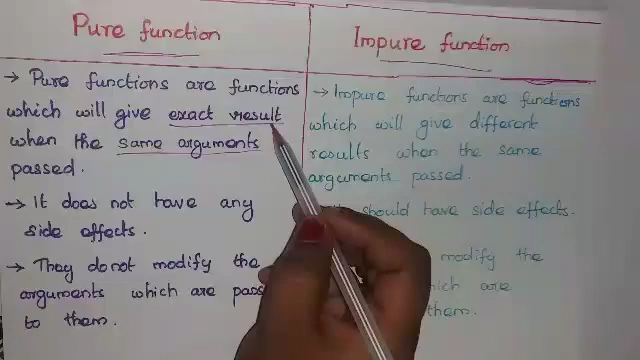 Pure function
→ Pure functions are functions
which will give exact result
when the same arguments
passed.
→ It does not have any
side effects.
→ They do not modify the
arguments which are pass
to them.
Impure function
→ Impure functions are functions
which will give different
results when the same
arguments passed.
should have side effects.
modify the
are
them.